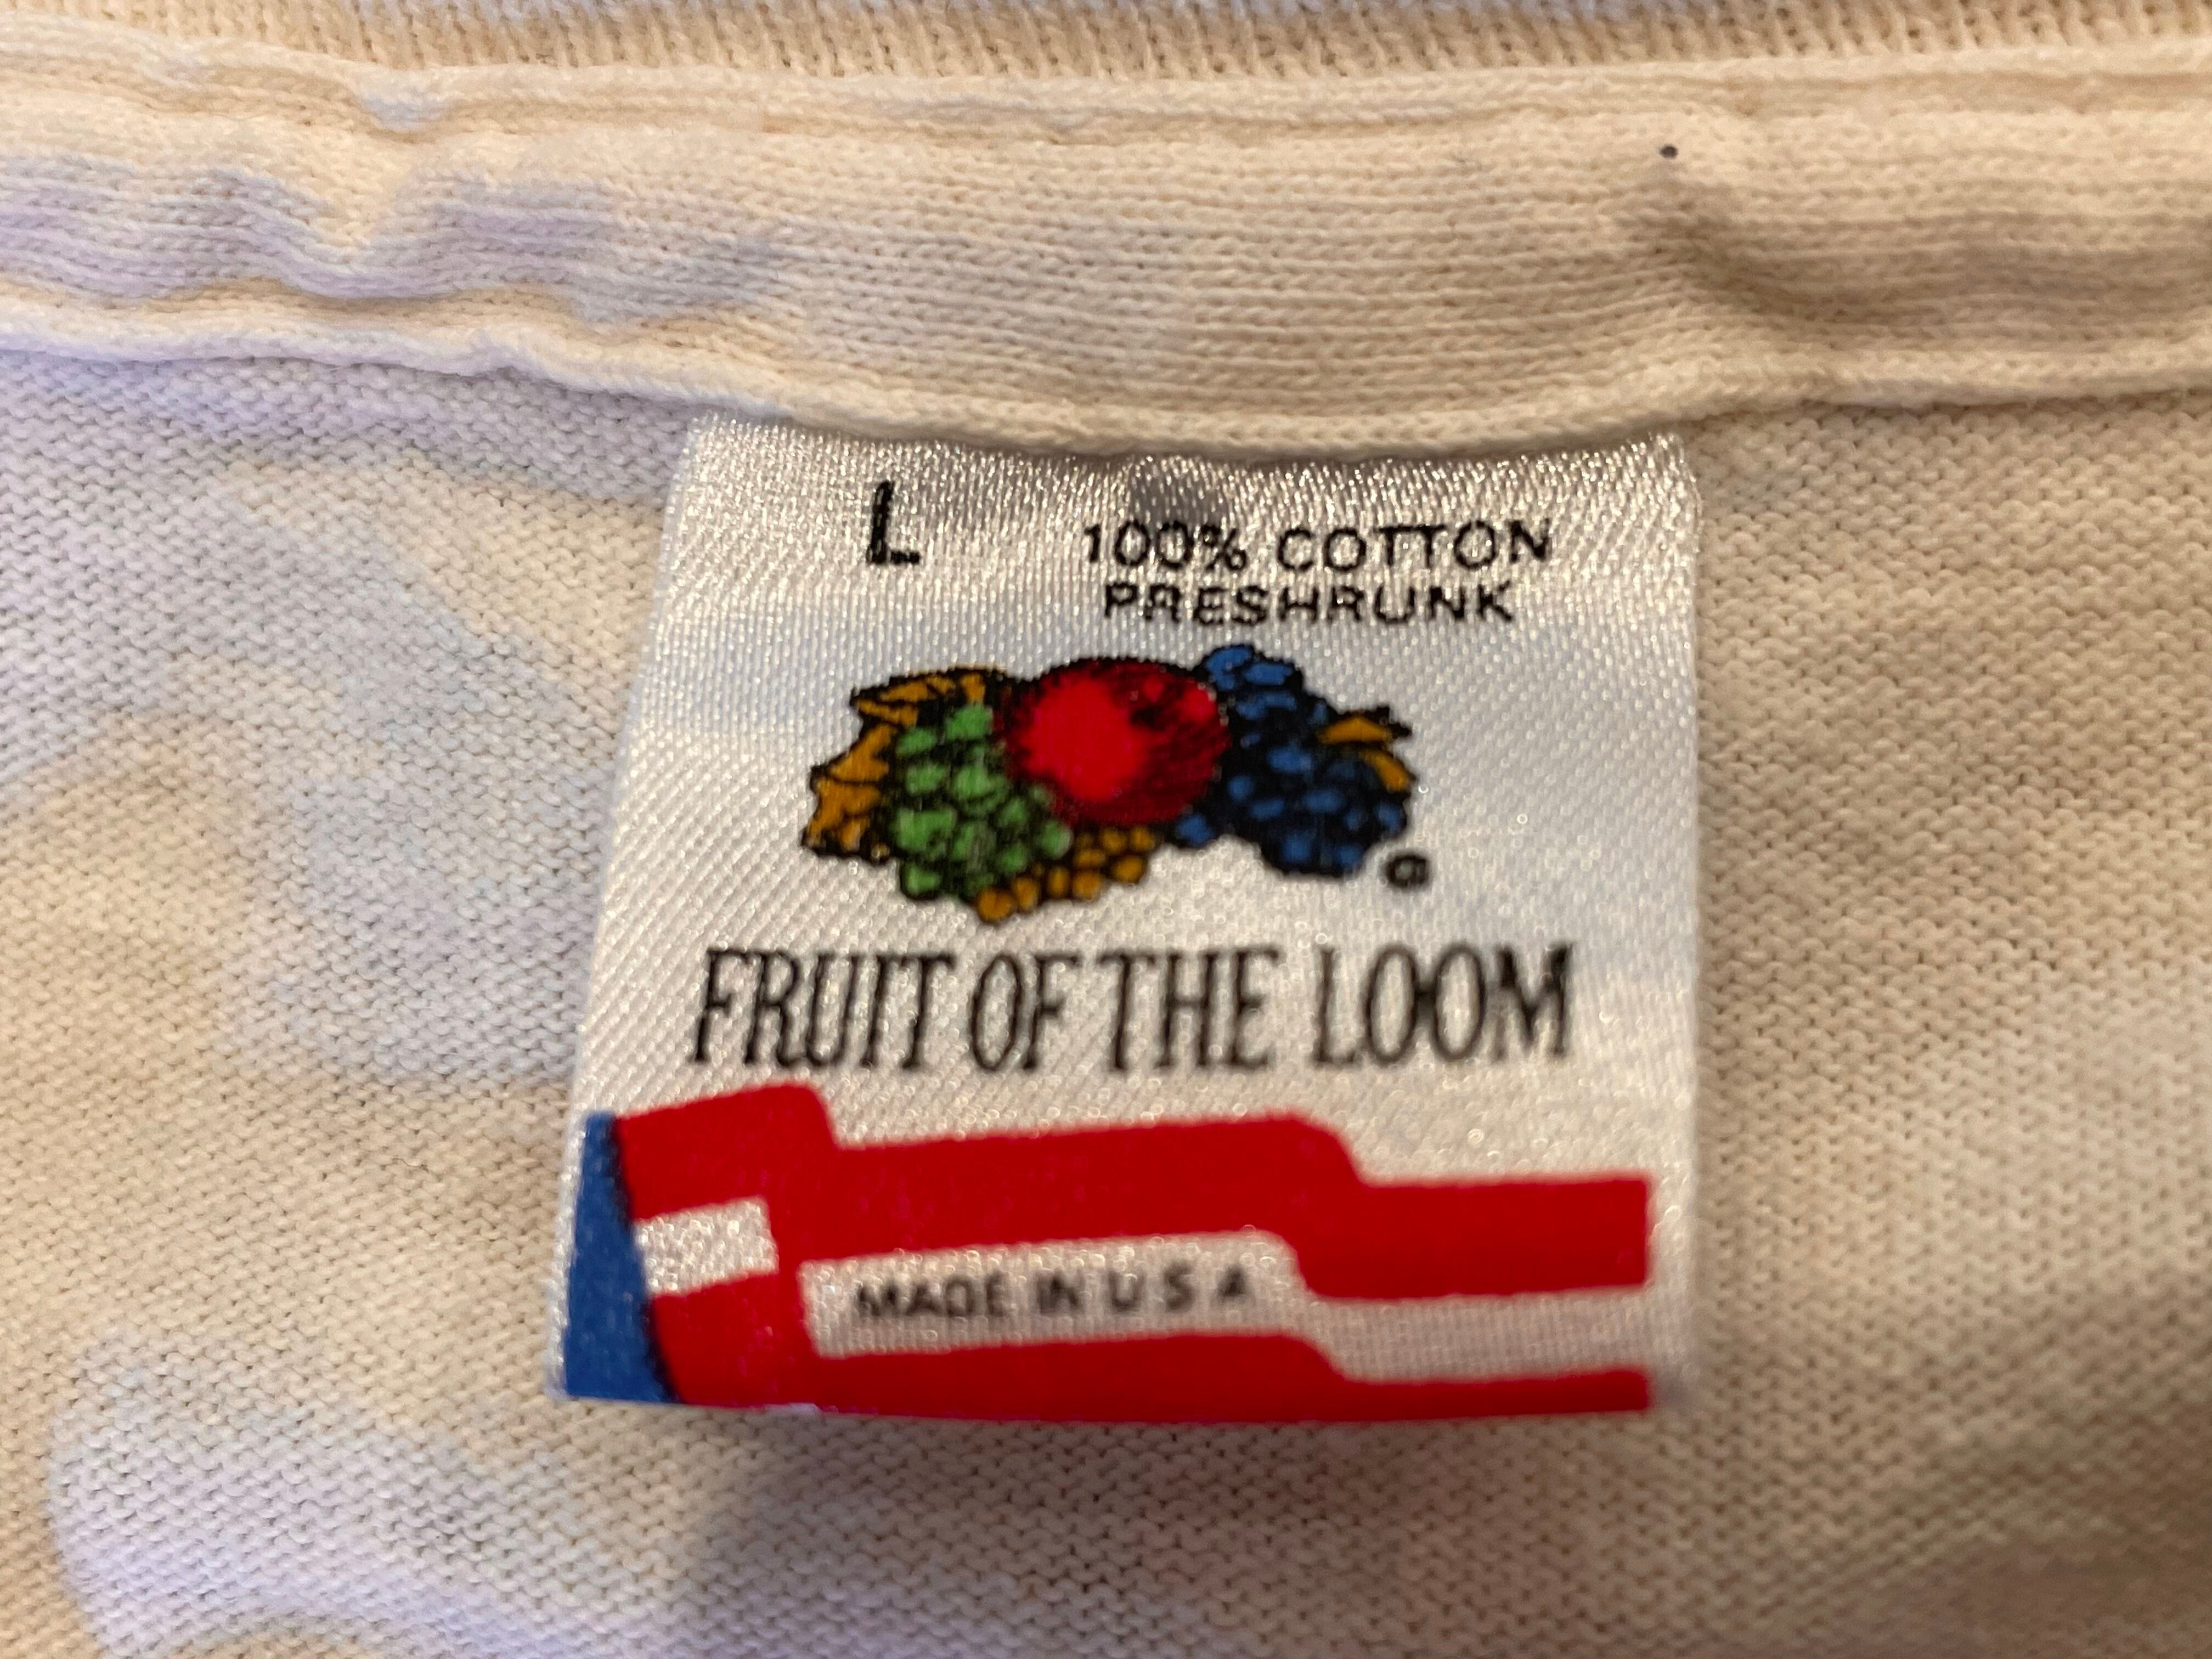 L
100% COTTON
PRESHRUNK
®
FRUIT OF THE LOOM
MADE IN U S A